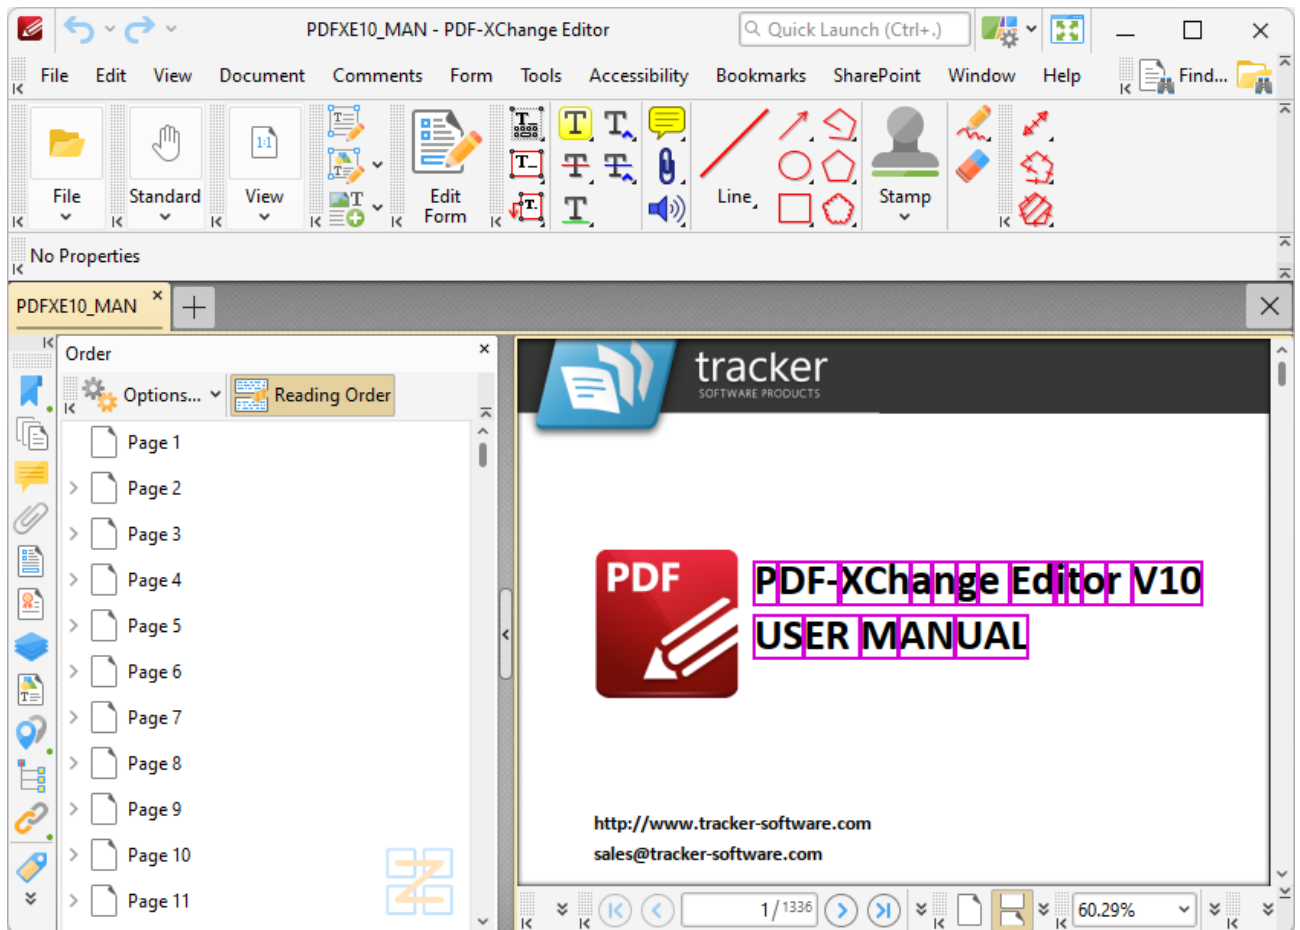 PDFXE10_MAN - PDF-XChange Editor
Quick Launch (Ctrl+.)
File Edit View Document Comments Form Tools Accessibility Bookmarks SharePoint Window Help Find...
File
Standard
1:1
View
Edit Form
Line
Stamp
No Properties
PDFXE10_MAN
Order
Options... Reading Order
Page 1
Page 2
Page 3
Page 4
Page 5
Page 6
Page 7
Page 8
Page 9
Page 10
Page 11
tracker
SOFTWARE PRODUCTS
PDF
PDF-XChange Editor V10
USER MANUAL
http://www.tracker-software.com
sales@tracker-software.com
1/1336
60.29%